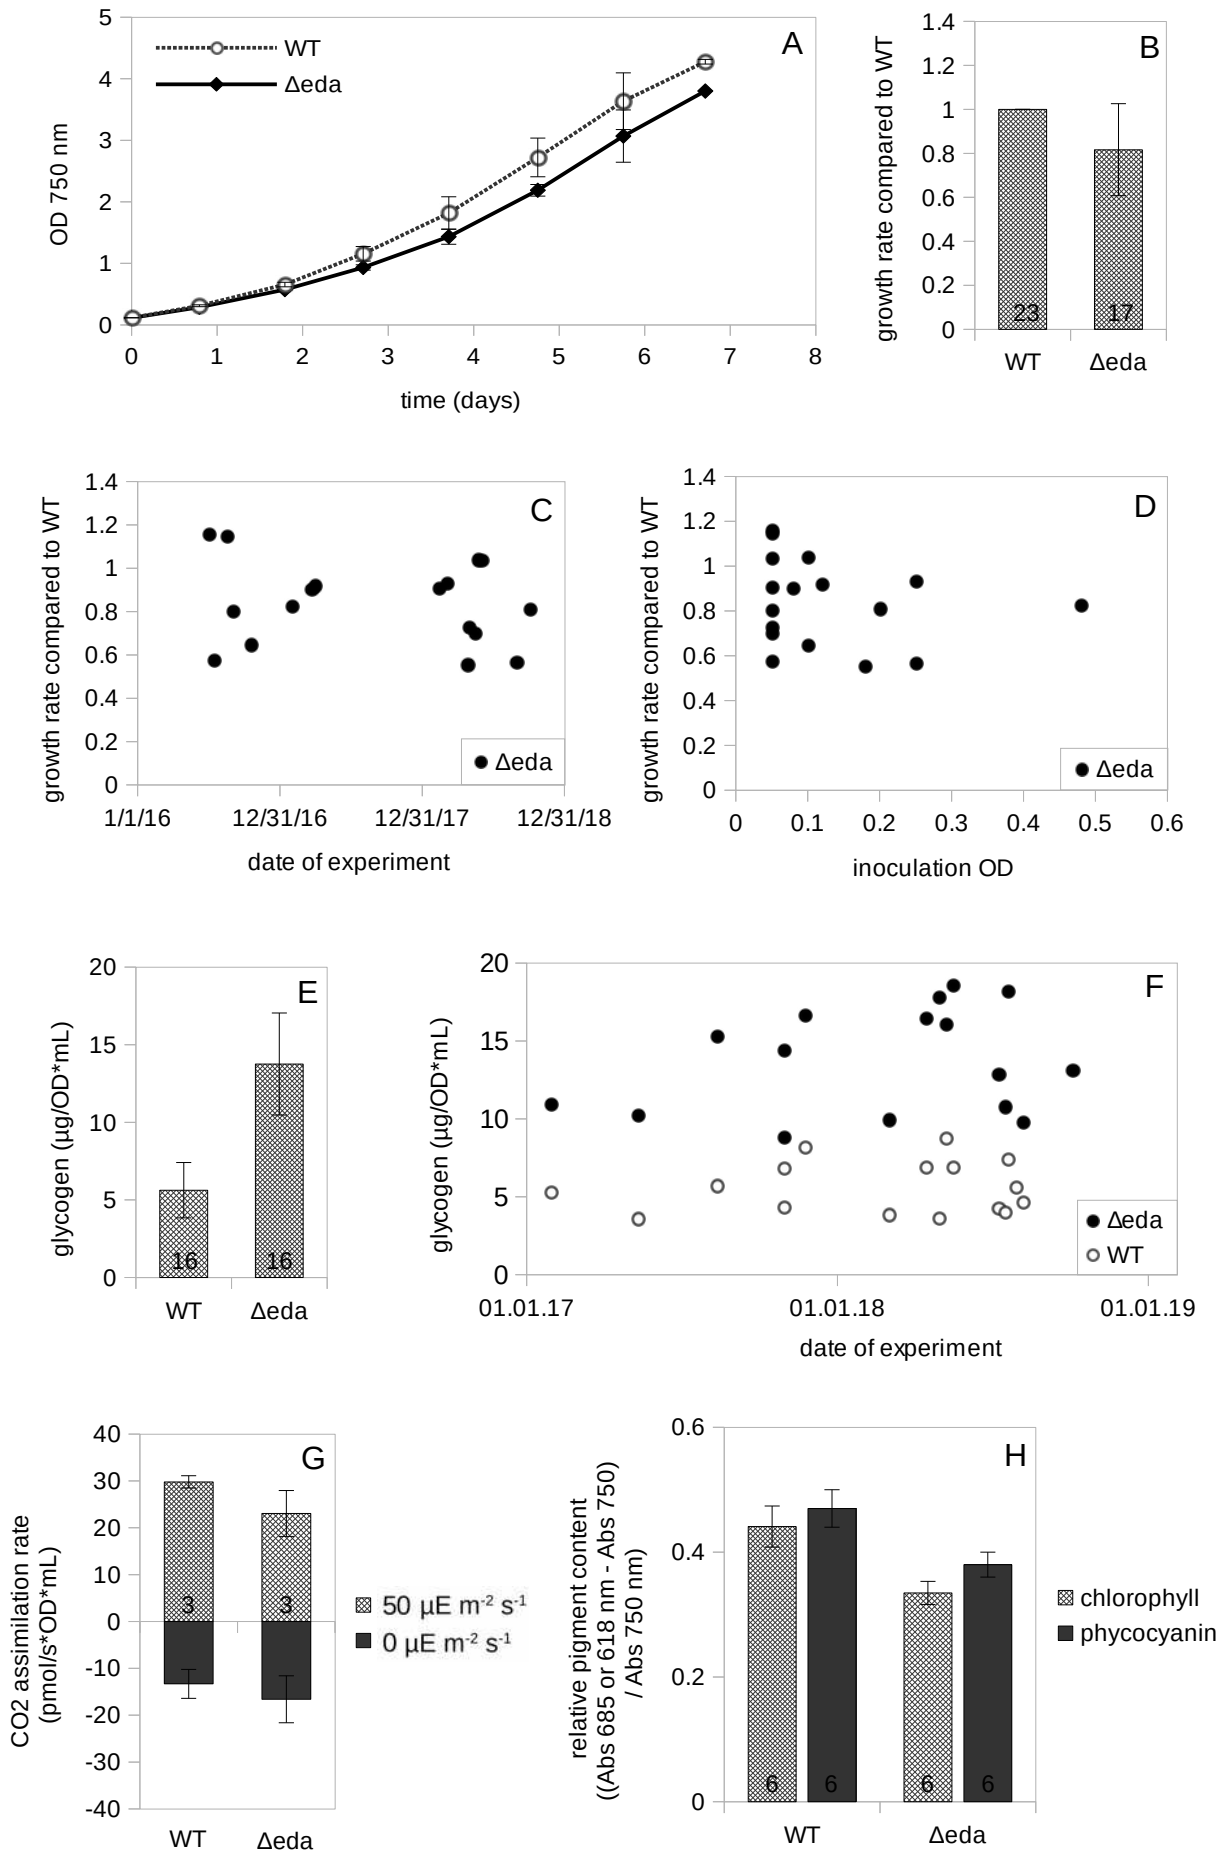 A
WT
Δeda
5
4
3
2
1
0
OD 750 nm
0 1 2 3 4 5 6 7 8
time (days)
B
1.4
1.2
1
0.8
0.6
0.4
0.2
0
growth rate compared to WT
23 17
WT Δeda
C
1.4
1.2
1
0.8
0.6
0.4
0.2
0
growth rate compared to WT
Δeda
1/1/16 12/31/16 12/31/17 12/31/18
date of experiment
D
1.4
1.2
1
0.8
0.6
0.4
0.2
0
growth rate compared to WT
Δeda
0 0.1 0.2 0.3 0.4 0.5 0.6
inoculation OD
E
20
15
10
5
0
glycogen (µg/OD*mL)
16 16
WT Δeda
F
20
15
10
5
0
glycogen (µg/OD*mL)
Δeda
WT
01.01.17 01.01.18 01.01.19
date of experiment
G
40
30
20
10
0
-10
-20
-30
-40
CO2 assimilation rate
(pmol/s*OD*mL)
3 3
WT Δeda
50 µE m⁻² s⁻¹
0 µE m⁻² s⁻¹
H
0.6
0.4
0.2
0
relative pigment content
((Abs 685 or 618 nm - Abs 750)
/ Abs 750 nm)
6 6 6 6
WT Δeda
chlorophyll
phycocyanin